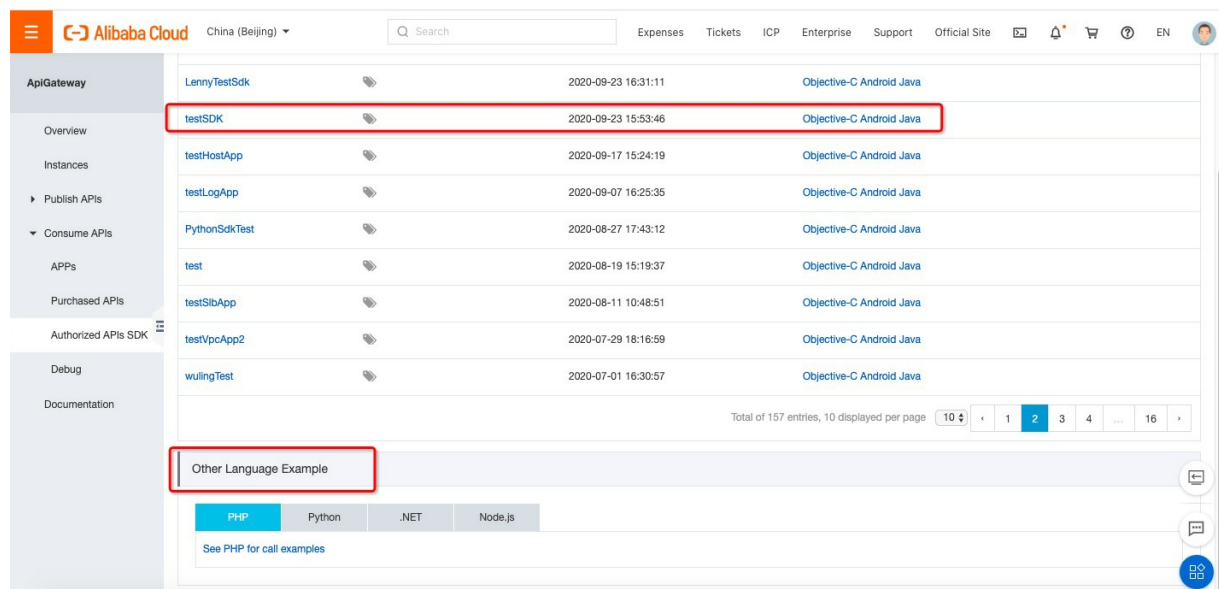 Alibaba Cloud China (Beijing) Search Expenses Tickets ICP Enterprise Support Official Site EN
ApiGateway
Overview
Instances
Publish APIs
Consume APIs
APPs
Purchased APIs
Authorized APIs SDK
Debug
Documentation
LennyTestSdk 2020-09-23 16:31:11 Objective-C Android Java
testSDK 2020-09-23 15:53:46 Objective-C Android Java
testHostApp 2020-09-17 15:24:19 Objective-C Android Java
testLogApp 2020-09-07 16:25:35 Objective-C Android Java
PythonSdkTest 2020-08-27 17:43:12 Objective-C Android Java
test 2020-08-19 15:19:37 Objective-C Android Java
testSlbApp 2020-08-11 10:48:51 Objective-C Android Java
testVpcApp2 2020-07-29 18:16:59 Objective-C Android Java
wulingTest 2020-07-01 16:30:57 Objective-C Android Java
Total of 157 entries, 10 displayed per page 10 ‹ 1 2 3 4 ... 16 ›
Other Language Example
PHP Python .NET Node.js
See PHP for call examples